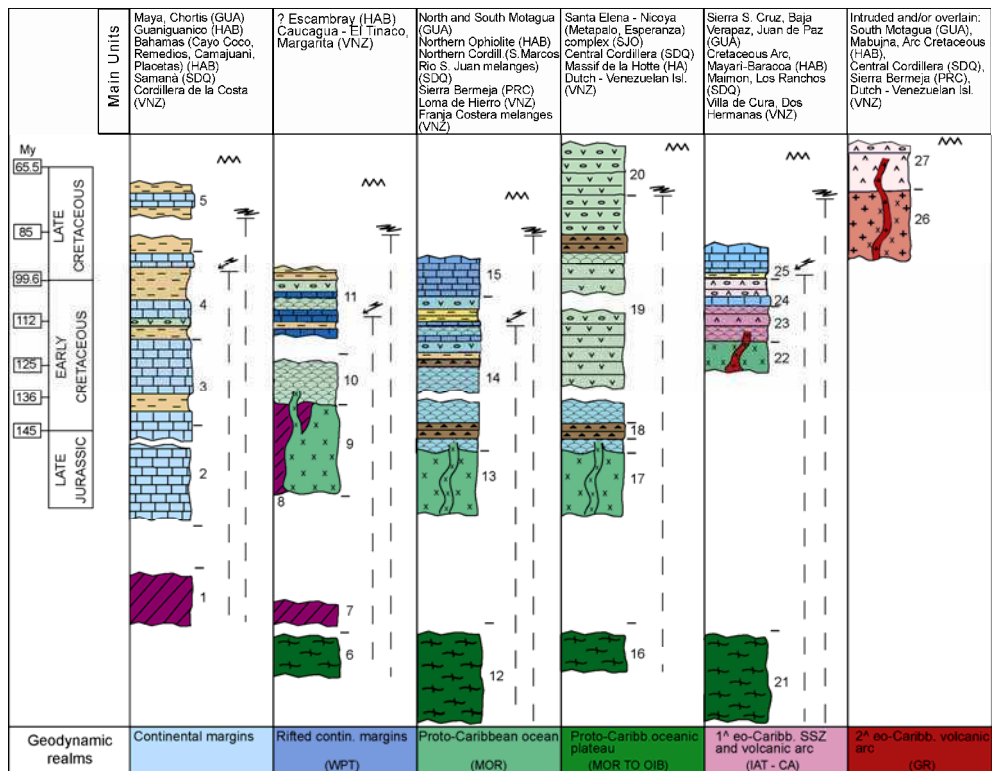 Main Units
Maya, Chortis (GUA)
Guaniguanico (HAB)
Bahamas (Cayo Coco,
Remedios, Camajuani,
Placetas) (HAB)
Samanà (SDQ)
Cordillera de la Costa
(VNZ)
? Escambray (HAB)
Caucagua - El Tinaco,
Margarita (VNZ)
North and South Motagua
(GUA)
Northern Ophiolite (HAB)
Northern Cordill.(S.Marcos
Rio S. Juan melanges)
(SDQ)
Sierra Bermeja (PRC)
Loma de Hierro (VNZ)
Franja Costera melanges
(VNZ)
Santa Elena - Nicoya
(Metapalo, Esperanza)
complex (SJO)
Central Cordillera (SDQ)
Massif de la Hotte (HA)
Dutch - Venezuelan Isl.
(VNZ)
Sierra S. Cruz, Baja
Verapaz, Juan de Paz
(GUA)
Cretaceous Arc,
Mayari-Baracoa (HAB)
Maimon, Los Ranchos
(SDQ)
Villa de Cura, Dos
Hermanas (VNZ)
Intruded and/or overlain:
South Motagua (GUA),
Mabujna, Arc Cretaceous
(HAB),
Central Cordillera (SDQ),
Sierra Bermeja (PRC),
Dutch - Venezuelan Isl.
(VNZ)
My
65.5
85
99.6
112
125
136
145
LATE
CRETACEOUS
EARLY
CRETACEOUS
LATE
JURASSIC
5
4
3
2
1
11
10
9
8
7
6
15
14
13
12
20
19
18
17
16
25
24
23
22
21
27
26
Geodynamic
realms
Continental margins
Rifted contin. margins
(WPT)
Proto-Caribbean ocean
(MOR)
Proto-Caribb.oceanic
plateau
(MOR TO OIB)
1^ eo-Caribb. SSZ
and volcanic arc
(IAT - CA)
2^ eo-Caribb. volcanic
arc
(GR)